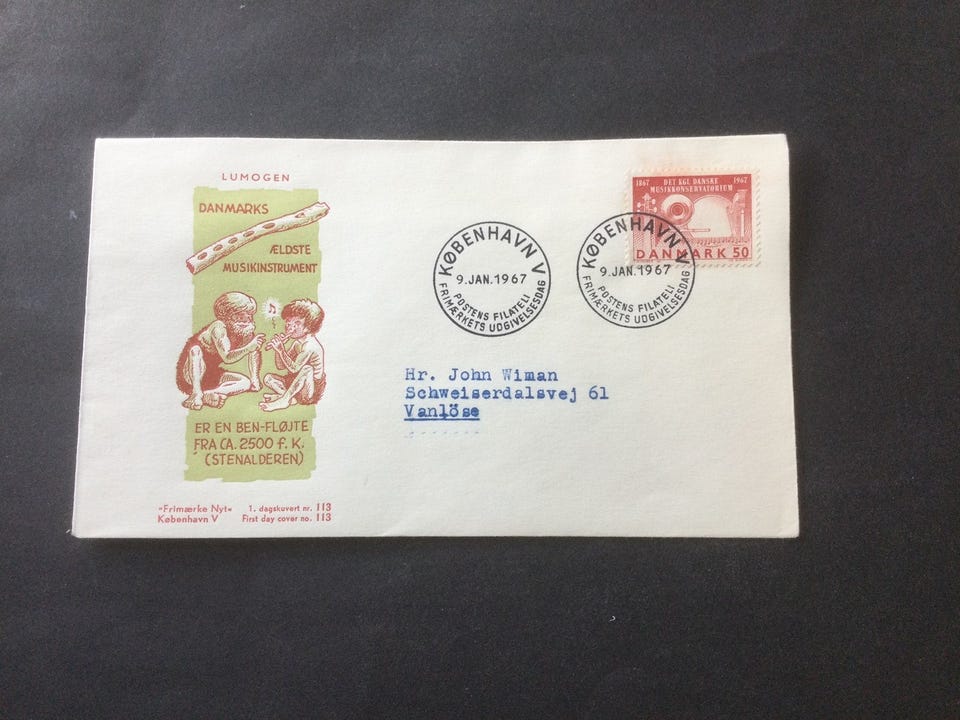 LUMOGEN
DANMARKS
ÆLDSTE
MUSIKINSTRUMENT
ER EN BEN-FLØJTE
FRA CA. 2500 f. K.
(STENALDEREN)
"Frimærke Nyt" 1. dagskuvert nr. 113
København V First day cover no. 113
KØBENHAVN V
9. JAN. 1967
POSTENS FILATELI
FRIMÆRKETS UDGIVELSESDAG
1867 DET KGL DANSKE 1967
MUSIKKONSERVATORIUM
DANMARK 50
KØBENHAVN V
9. JAN. 1967
POSTENS FILATELI
FRIMÆRKETS UDGIVELSESDAG
Hr. John Wiman
Schweiserdalsvej 61
Vanlöse